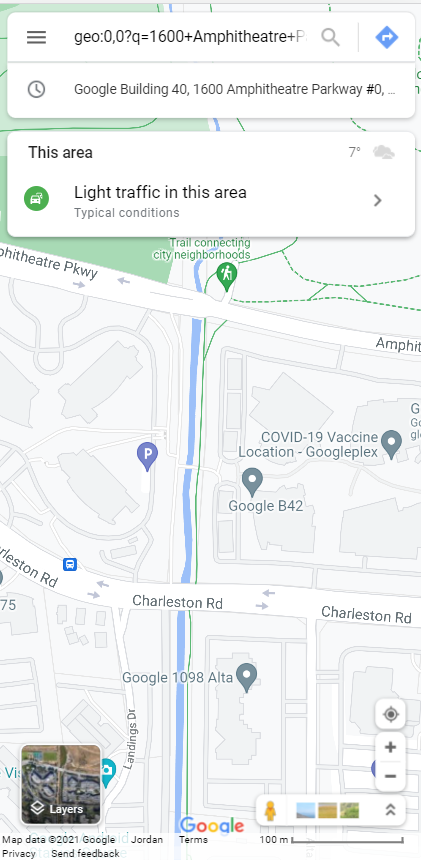 geo:0,0?q=1600+Amphitheatre+P
Google Building 40, 1600 Amphitheatre Parkway #0, ...
This area
7°
Light traffic in this area
Typical conditions
Trail connecting
city neighborhoods
phitheatre Pkwy
Amphit
G
COVID-19 Vaccine
Location - Googleplex
P
Google B42
rleston Rd
75
Charleston Rd
Charleston Rd
Google 1098 Alta
Landings Dr
Vis
Layers
Google
Map data ©2021 Google Jordan Terms 100 m
Privacy Send feedback